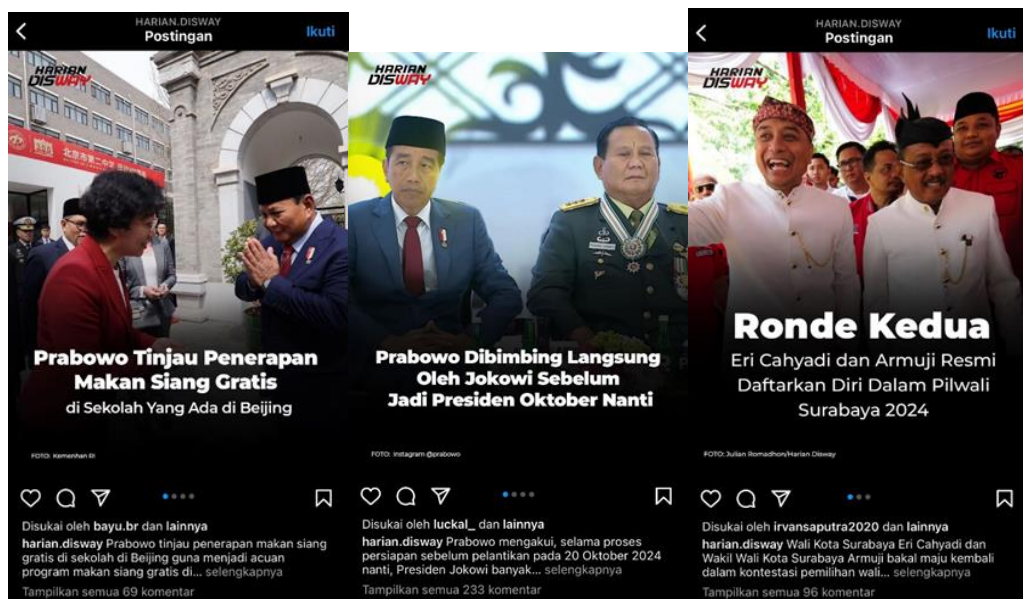 HARIAN.DISWAY
Postingan
Ikuti
HARIAN
DISWAY
北京市第二中学
Prabowo Tinjau Penerapan
Makan Siang Gratis
di Sekolah Yang Ada di Beijing
FOTO: Kemenhan RI
Disukai oleh bayu.br dan lainnya
harian.disway Prabowo tinjau penerapan makan siang
gratis di sekolah di Beijing guna menjadi acuan
program makan siang gratis di... selengkapnya
Tampilkan semua 69 komentar
HARIAN
DISWAY
Prabowo Dibimbing Langsung
Oleh Jokowi Sebelum
Jadi Presiden Oktober Nanti
FOTO: Instagram @prabowo
Disukai oleh luckal_ dan lainnya
harian.disway Prabowo mengakui, selama proses
persiapan sebelum pelantikan pada 20 Oktober 2024
nanti, Presiden Jokowi banyak... selengkapnya
Tampilkan semua 233 komentar
HARIAN.DISWAY
Postingan
Ikuti
HARIAN
DISWAY
Ronde Kedua
Eri Cahyadi dan Armuji Resmi
Daftarkan Diri Dalam Pilwali
Surabaya 2024
FOTO: Julian Romadhon/Harian Disway
Disukai oleh irvansaputra2020 dan lainnya
harian.disway Wali Kota Surabaya Eri Cahyadi dan
Wakil Wali Kota Surabaya Armuji bakal maju kembali
dalam kontestasi pemilihan wali... selengkapnya
Tampilkan semua 96 komentar